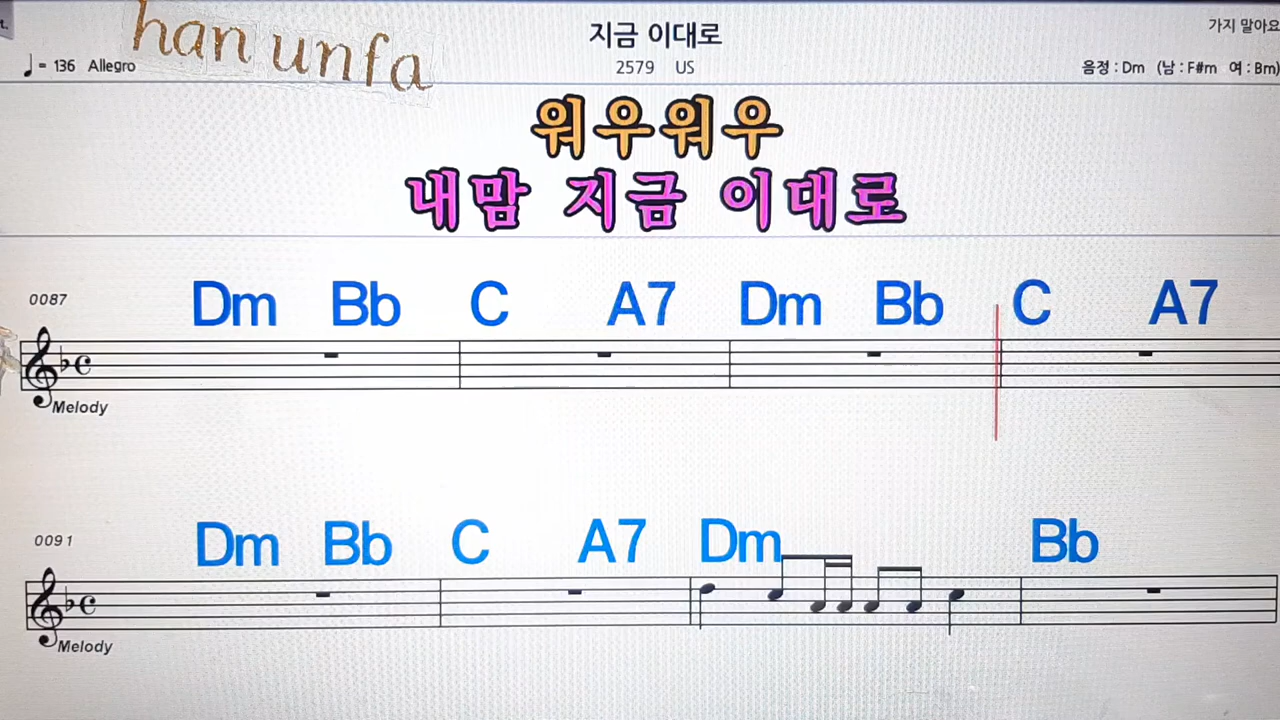 t.
han unfa
지금 이대로
가지 말아요
♩ = 136 Allegro
2579 US
음정 : Dm (남 : F#m 여 : Bm)
워우워우
내맘 지금 이대로
Dm Bb C A7 Dm Bb C A7
0087
Melody
Dm Bb C A7 Dm Bb
0091
Melody